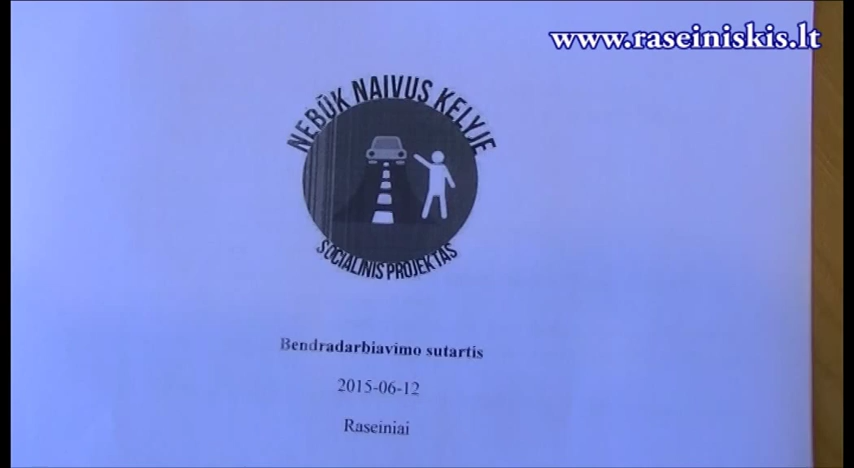 www.raseiniskis.lt
NEBŪK NAIVUS KELYJE
SOCIALINIS PROJEKTAS
Bendradarbiavimo sutartis
2015-06-12
Raseiniai